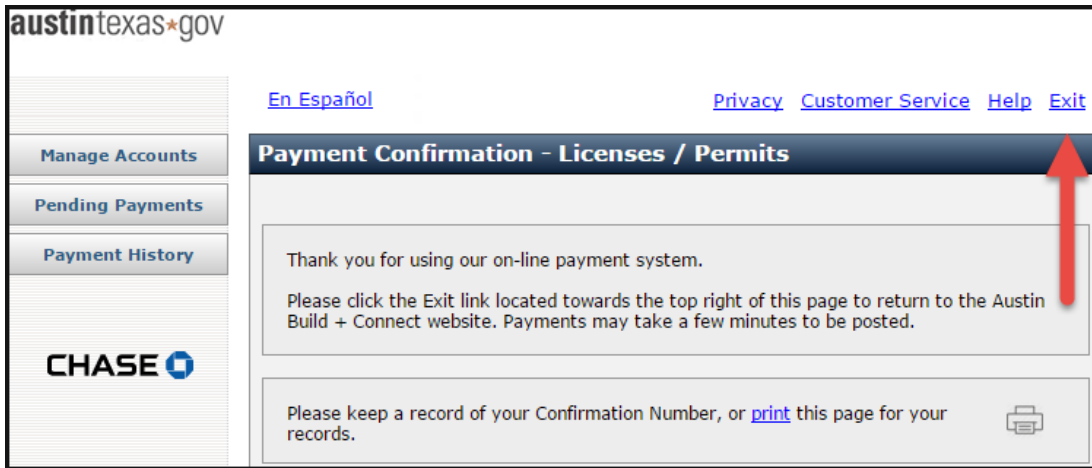 austintexas★gov
En Español
Privacy Customer Service Help Exit
Manage Accounts
Pending Payments
Payment History
CHASE
Payment Confirmation - Licenses / Permits
Thank you for using our on-line payment system.
Please click the Exit link located towards the top right of this page to return to the Austin
Build + Connect website. Payments may take a few minutes to be posted.
Please keep a record of your Confirmation Number, or print this page for your
records.